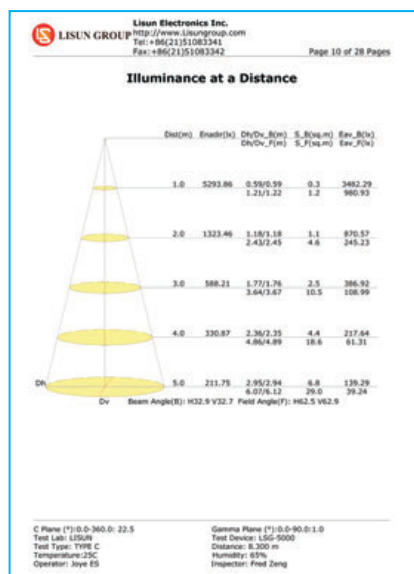 LISUN GROUP
Lisun Electronics Inc.
http://www.Lisungroup.com
Tel:+86(21)51083341
Fax:+86(21)51083342
Page 10 of 28 Pages
Illuminance at a Distance
Dist(m) Enadir(lx) Dh/Dv_B(m) S_B(sq.m) Eav_B(lx)
Dh/Dv_F(m) S_F(sq.m) Eav_F(lx)
1.0 5293.86 0.59/0.59 0.3 3482.29
1.21/1.22 1.2 980.93
2.0 1323.46 1.18/1.18 1.1 870.57
2.43/2.45 4.6 245.23
3.0 588.21 1.77/1.76 2.5 386.92
3.64/3.67 10.5 108.99
4.0 330.87 2.36/2.35 4.4 217.64
4.86/4.89 18.6 61.31
Dh 5.0 211.75 2.95/2.94 6.8 139.29
6.07/6.12 29.0 39.24
Dv Beam Angle(B): H32.9 V32.7 Field Angle(F): H62.5 V62.9
C Plane (°):0.0-360.0: 22.5
Test Lab: LISUN
Test Type: TYPE C
Temperature:25C
Operator: Joye ES
Gamma Plane (°):0.0-90.0:1.0
Test Device: LSG-5000
Distance: 8.300 m
Humidity: 65%
Inspector: Fred Zeng